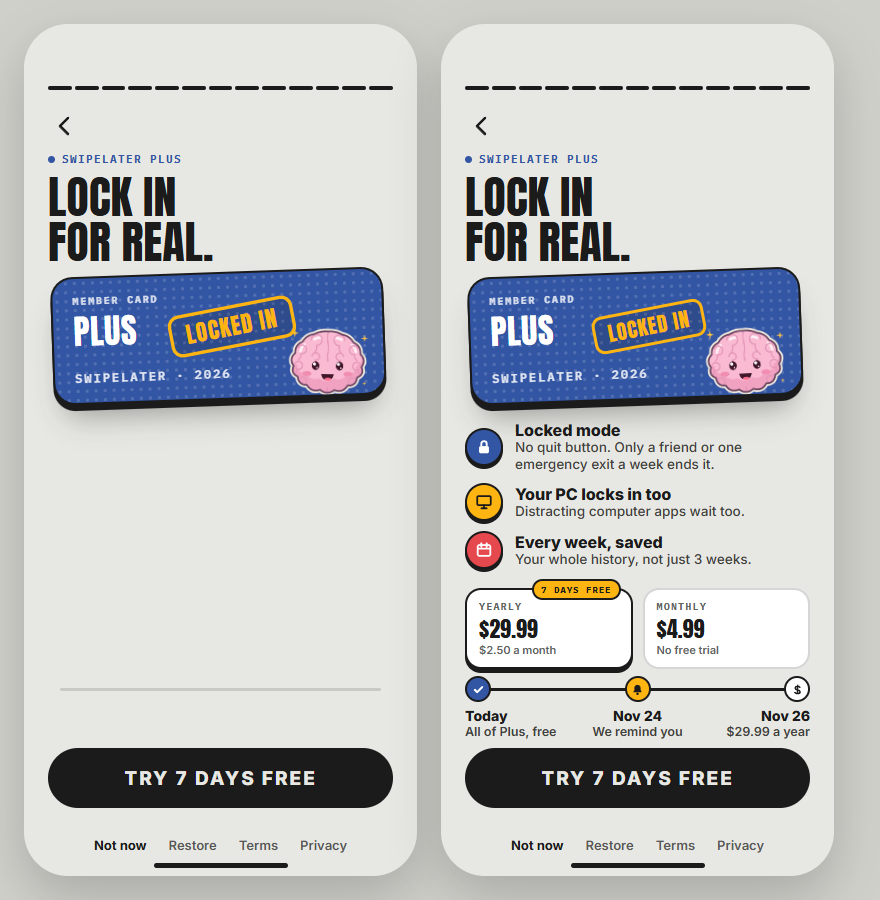 SWIPELATER PLUS
LOCK IN
FOR REAL.
MEMBER CARD
PLUS
LOCKED IN
SWIPELATER · 2026
TRY 7 DAYS FREE
Not now Restore Terms Privacy
SWIPELATER PLUS
LOCK IN
FOR REAL.
MEMBER CARD
PLUS
LOCKED IN
SWIPELATER · 2026
Locked mode
No quit button. Only a friend or one
emergency exit a week ends it.
Your PC locks in too
Distracting computer apps wait too.
Every week, saved
Your whole history, not just 3 weeks.
7 DAYS FREE
YEARLY
$29.99
$2.50 a month
MONTHLY
$4.99
No free trial
$
Today
All of Plus, free
Nov 24
We remind you
Nov 26
$29.99 a year
TRY 7 DAYS FREE
Not now Restore Terms Privacy